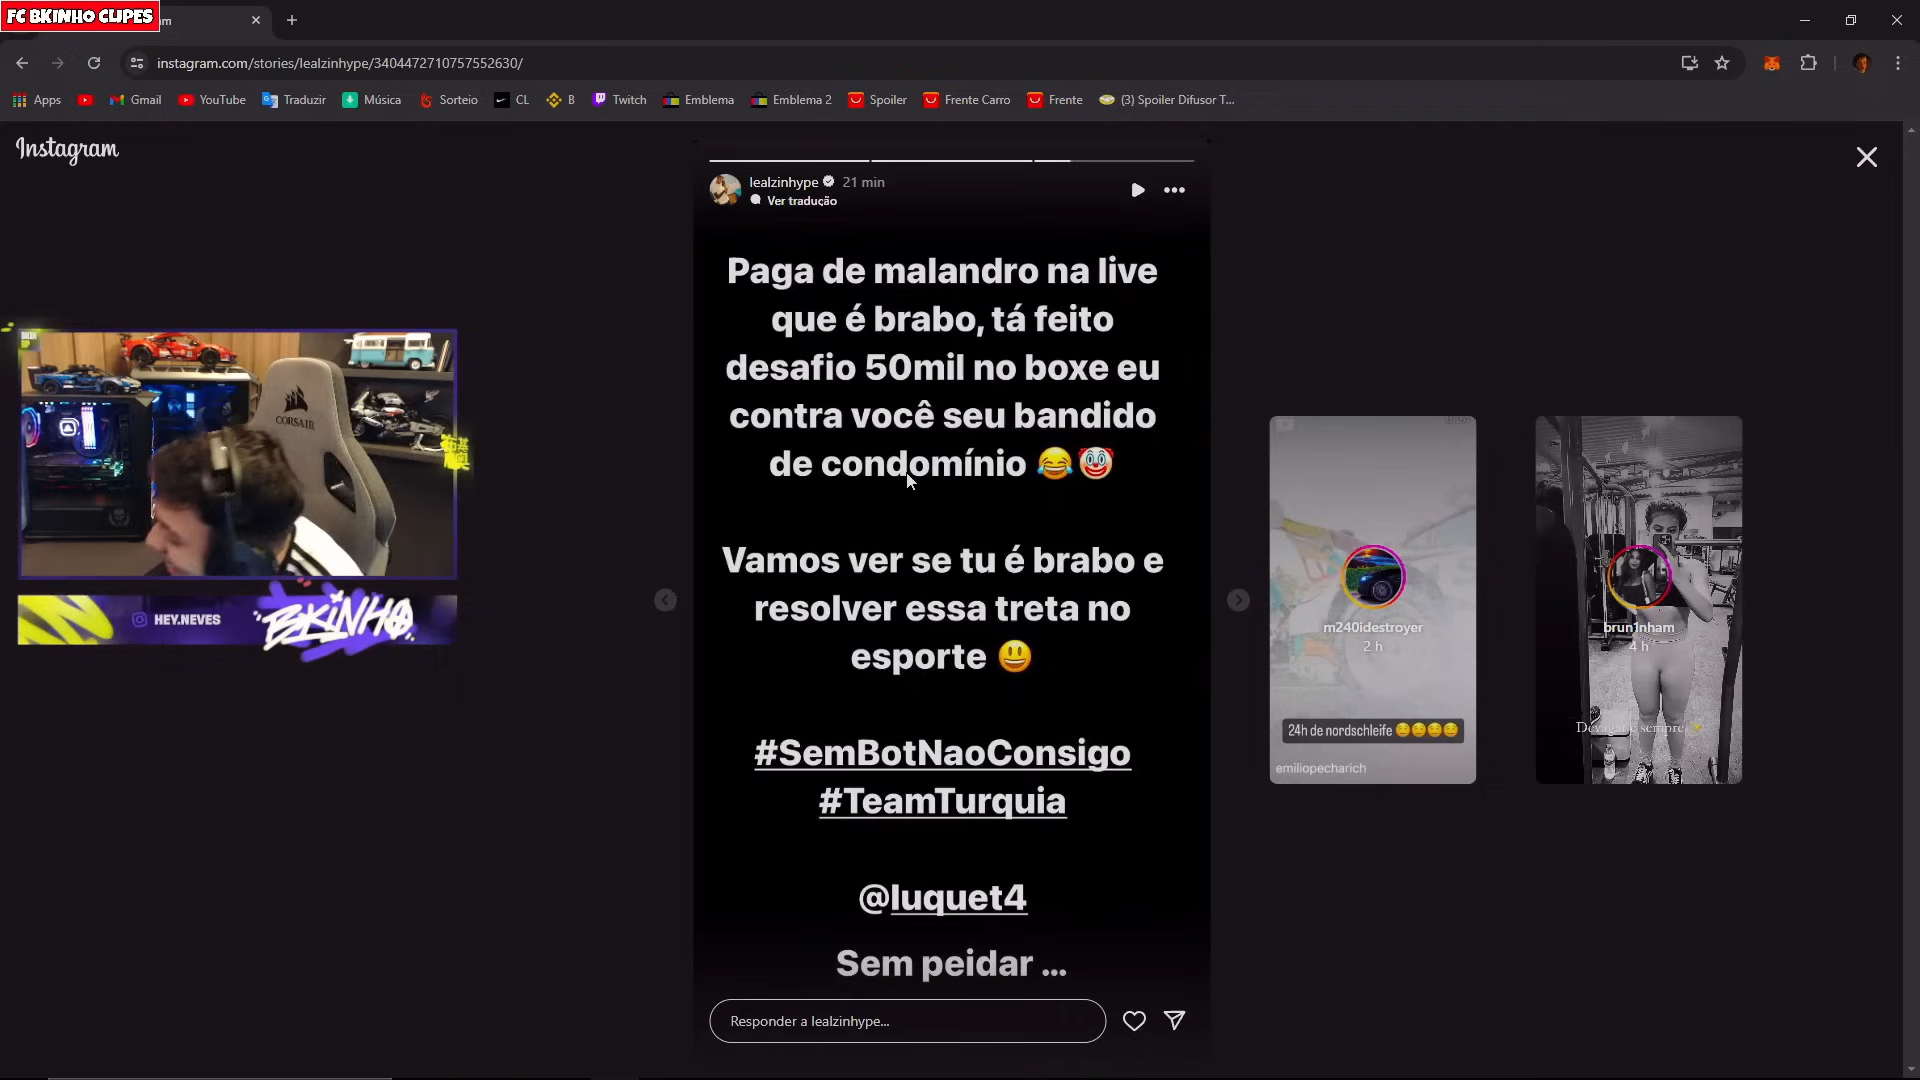 FC BKINHO CLIPES
am
instagram.com/stories/lealzinhype/3404472710757552630/
Apps
Gmail
YouTube
Traduzir
Música
Sorteio
CL
B
Twitch
Emblema
Emblema 2
Spoiler
Frente Carro
Frente
(3) Spoiler Difusor T...
Instagram
lealzinhype
21 min
Ver tradução
Paga de malandro na live
que é brabo, tá feito
desafio 50mil no boxe eu
contra você seu bandido
de condomínio 😂🤡
Vamos ver se tu é brabo e
resolver essa treta no
esporte 😃
#SemBotNaoConsigo
#TeamTurquia
@luquet4
Sem peidar ...
Responder a lealzinhype...
CORSAIR
HEY.NEVES
BKINHO
m240idestroyer
2 h
24h de nordschleife 😊😊😊😊
emiliopecharich
brun1nham
4 h
Devagar e sempre